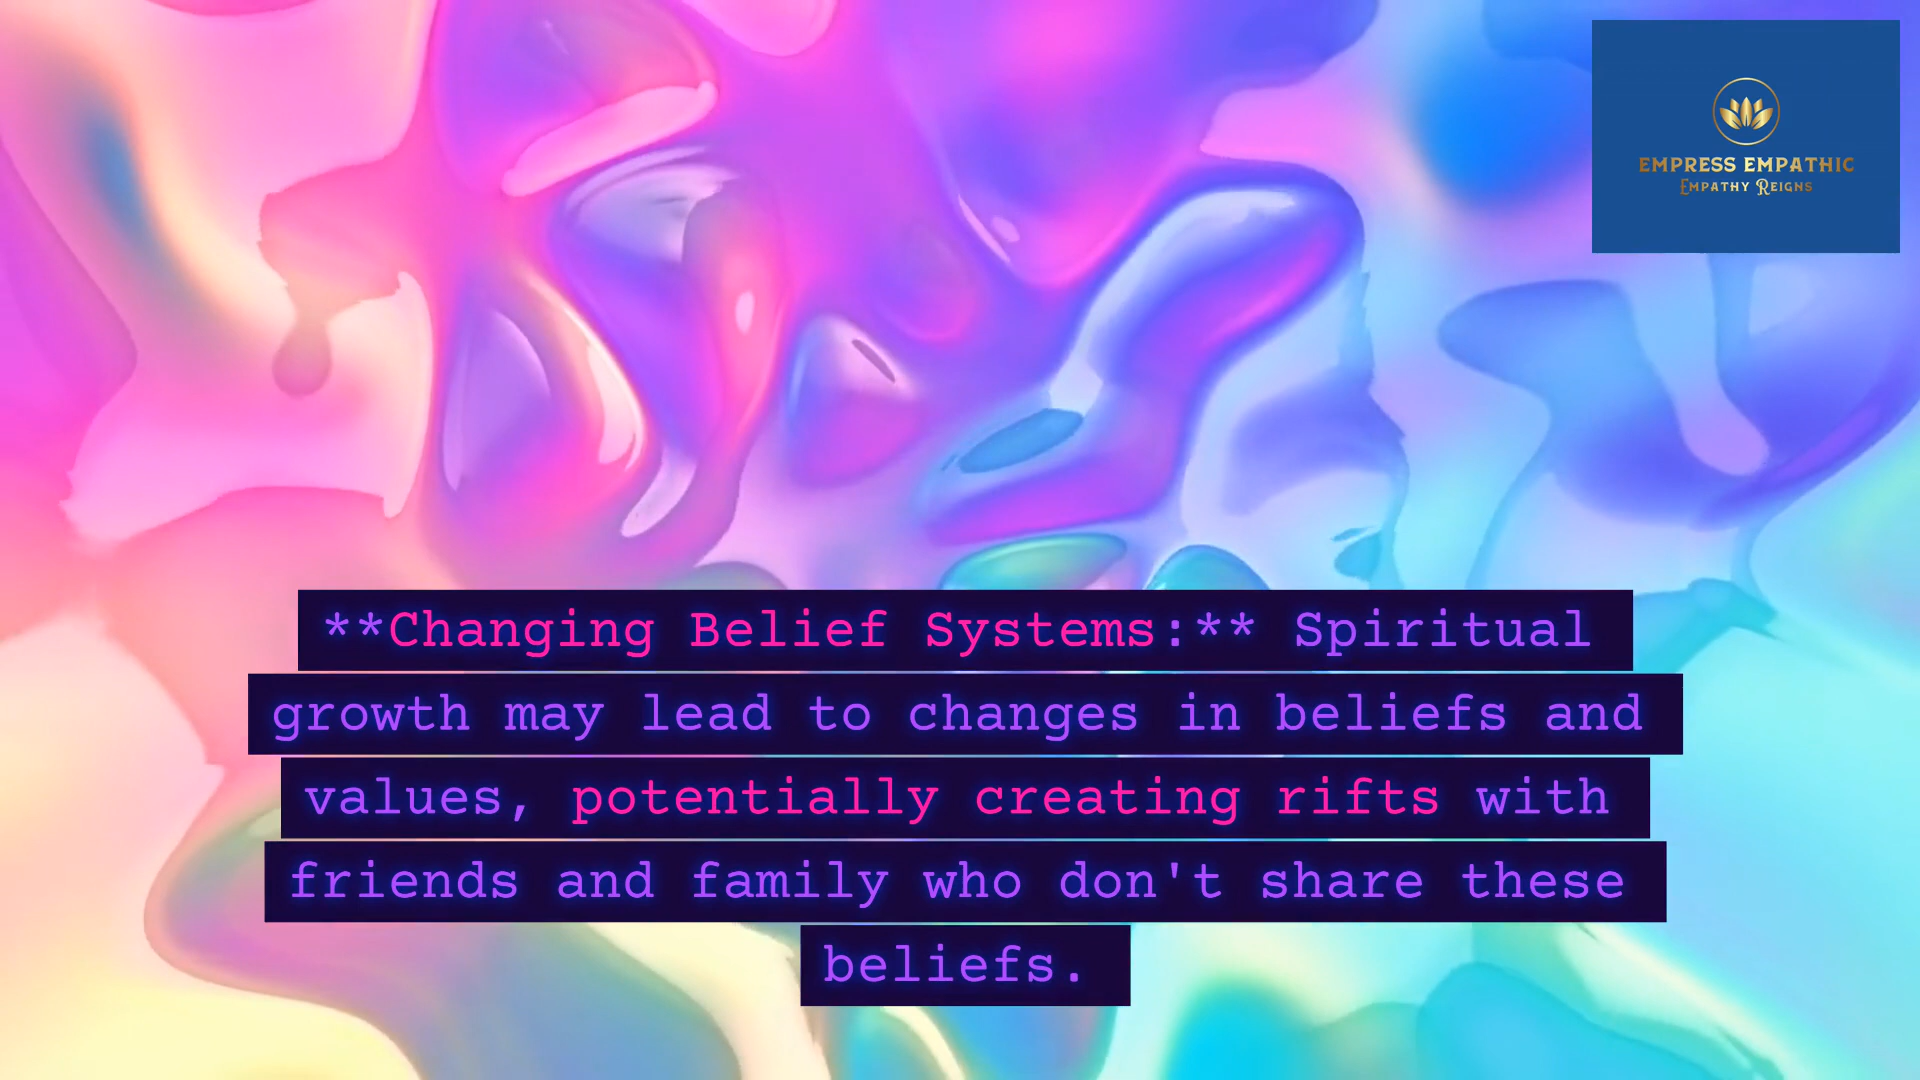 EMPRESS EMPATHIC
EMPATHY REIGNS
**Changing Belief Systems:** Spiritual
growth may lead to changes in beliefs and
values, potentially creating rifts with
friends and family who don't share these
beliefs.